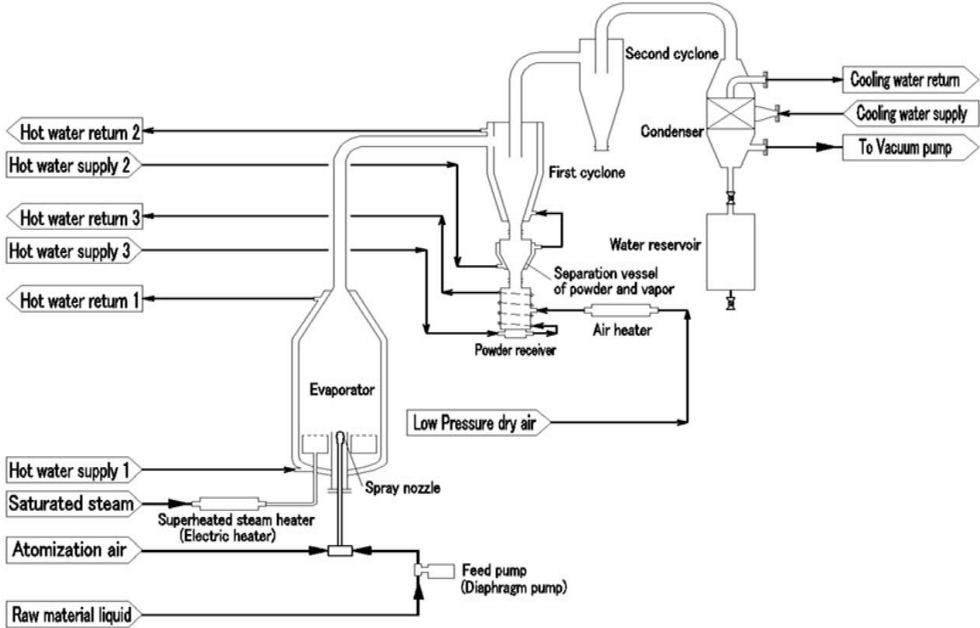 Second cyclone
Cooling water return
Cooling water supply
Condenser
To Vacuum pump
Hot water return 2
Hot water supply 2
First cyclone
Hot water return 3
Hot water supply 3
Water reservoir
Separation vessel
of powder and vapor
Hot water return 1
Air heater
Powder receiver
Evaporator
Low Pressure dry air
Hot water supply 1
Spray nozzle
Saturated steam
Superheated steam heater
(Electric heater)
Atomization air
Feed pump
(Diaphragm pump)
Raw material liquid